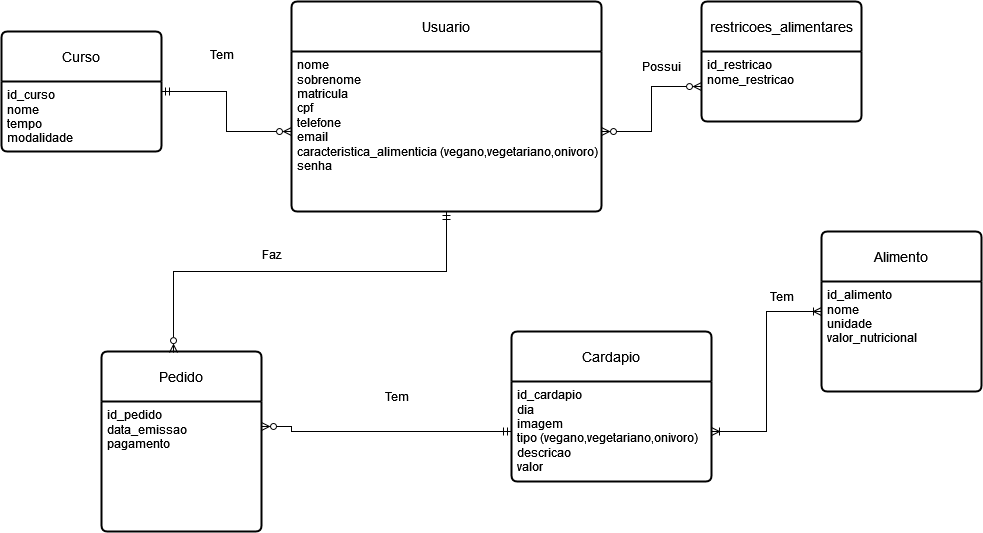 Curso
id_curso
nome
tempo
modalidade
Tem
Usuario
nome
sobrenome
matricula
cpf
telefone
email
caracteristica_alimenticia (vegano,vegetariano,onivoro)
senha
Possui
restricoes_alimentares
id_restricao
nome_restricao
Faz
Pedido
id_pedido
data_emissao
pagamento
Tem
Cardapio
id_cardapio
dia
imagem
tipo (vegano,vegetariano,onivoro)
descricao
valor
Tem
Alimento
id_alimento
nome
unidade
valor_nutricional